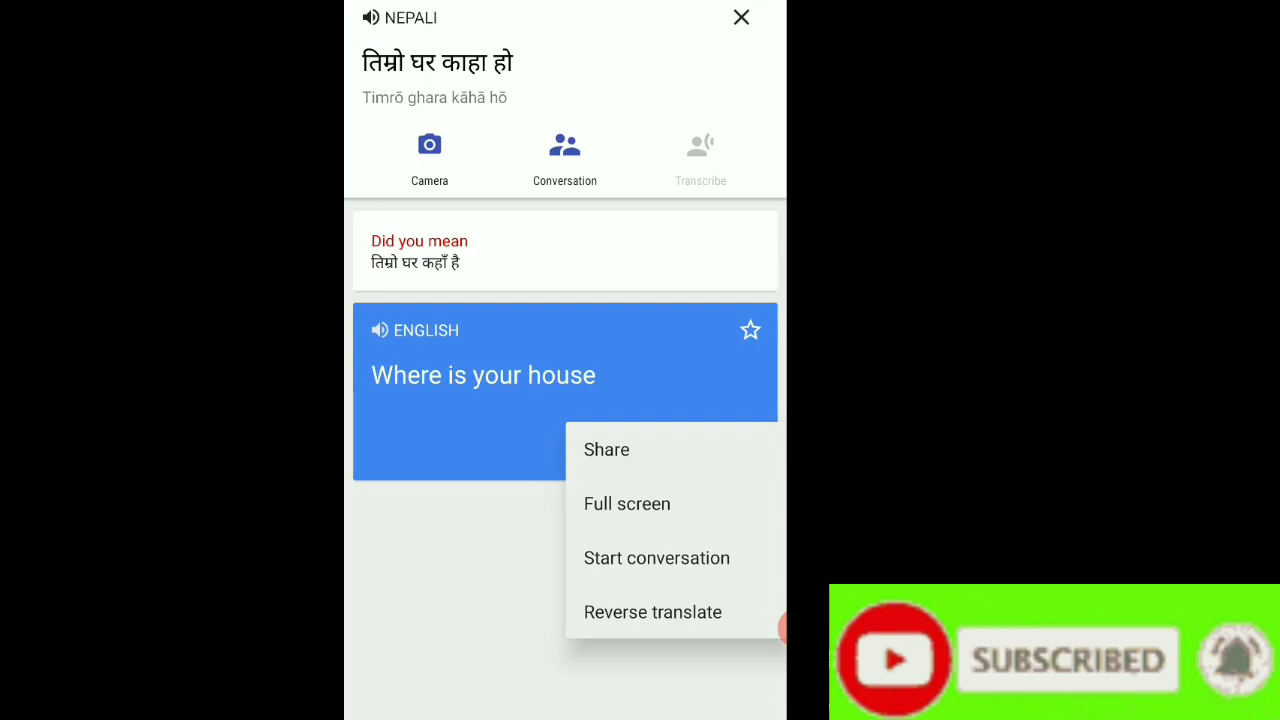 NEPALI
तिम्रो घर काहा हो
Timrō ghara kāhā hō
Camera Conversation Transcribe
Did you mean
तिम्रो घर कहाँ है
ENGLISH
Where is your house
Share
Full screen
Start conversation
Reverse translate
SUBSCRIBED